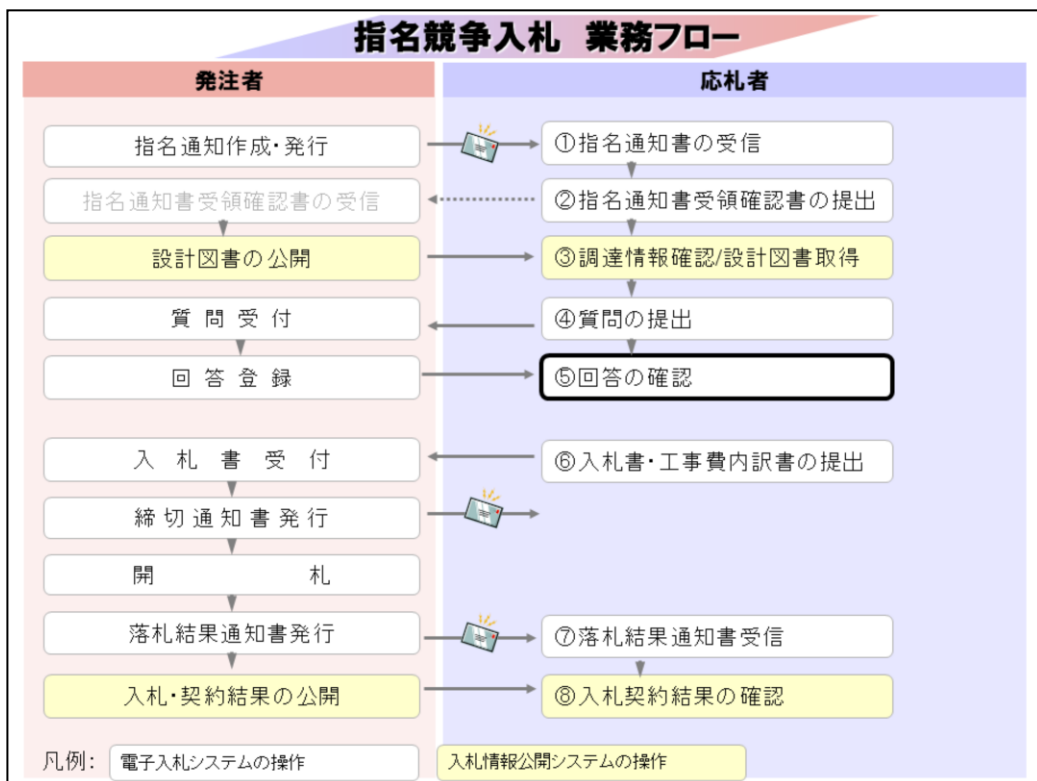 指名競争入札 業務フロー
発注者
応札者
指名通知作成・発行
①指名通知書の受信
指名通知書受領確認書の受信
②指名通知書受領確認書の提出
設計図書の公開
③調達情報確認/設計図書取得
質問受付
④質問の提出
回答登録
⑤回答の確認
入札書受付
⑥入札書・工事費内訳書の提出
締切通知書発行
開札
落札結果通知書発行
⑦落札結果通知書受信
入札・契約結果の公開
⑧入札契約結果の確認
凡例: 電子入札システムの操作 入札情報公開システムの操作